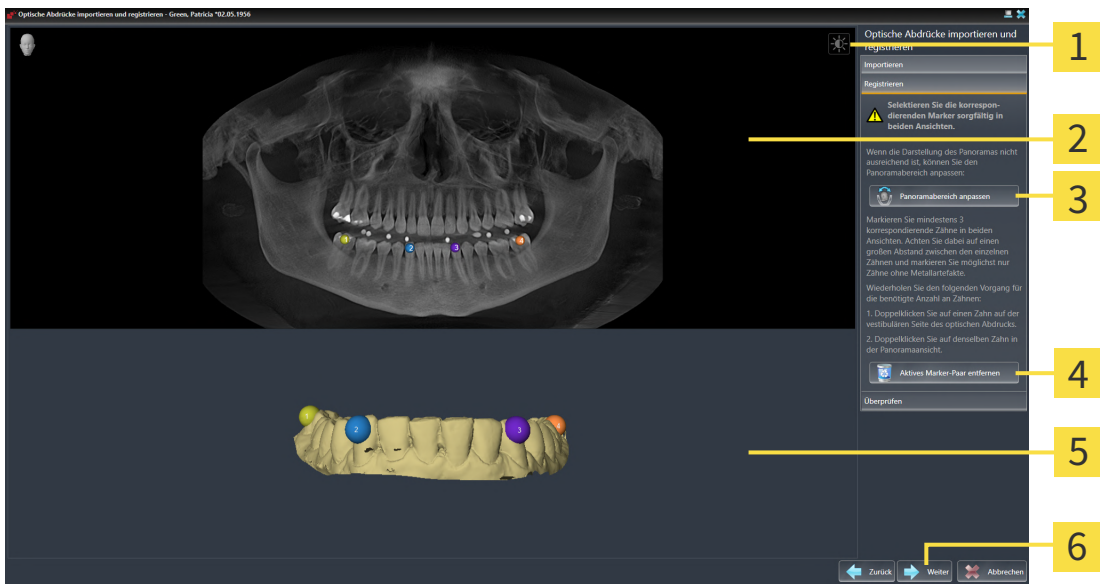 Optische Abdrücke importieren und registrieren - Green, Patricia *02.05.1956
Optische Abdrücke importieren und
registrieren
Importieren
Registrieren
Selektieren Sie die korrespon-
dierenden Marker sorgfältig in
beiden Ansichten.
Wenn die Darstellung des Panoramas nicht
ausreichend ist, können Sie den
Panoramabereich anpassen:
Panoramabereich anpassen
Markieren Sie mindestens 3
korrespondierende Zähne in beiden
Ansichten. Achten Sie dabei auf einen
großen Abstand zwischen den einzelnen
Zähnen und markieren Sie möglichst nur
Zähne ohne Metallartefakte.
Wiederholen Sie den folgenden Vorgang für
die benötigte Anzahl an Zähnen:
1. Doppelklicken Sie auf einen Zahn auf der
vestibulären Seite des optischen Abdrucks.
2. Doppelklicken Sie auf denselben Zahn in
der Panoramaansicht.
Aktives Marker-Paar entfernen
Überprüfen
1
2
3
4
1
2
3
4
Zurück
Weiter
Abbrechen
1
2
3
4
5
6